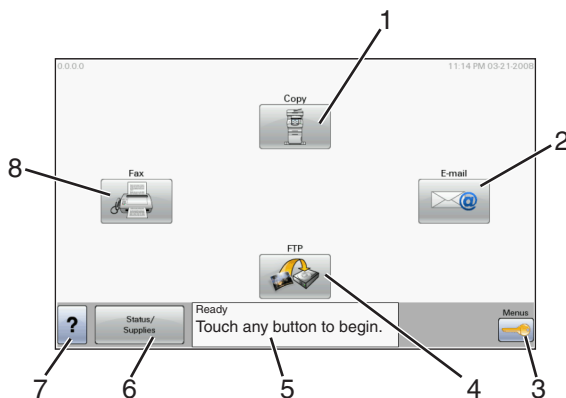 1
0.0.0.0
11:14 PM 03-21-2008
Copy
2
8
Fax
E-mail
@
FTP
?
Status/
Supplies
Ready
Touch any button to begin.
Menus
7
6
5
4
3